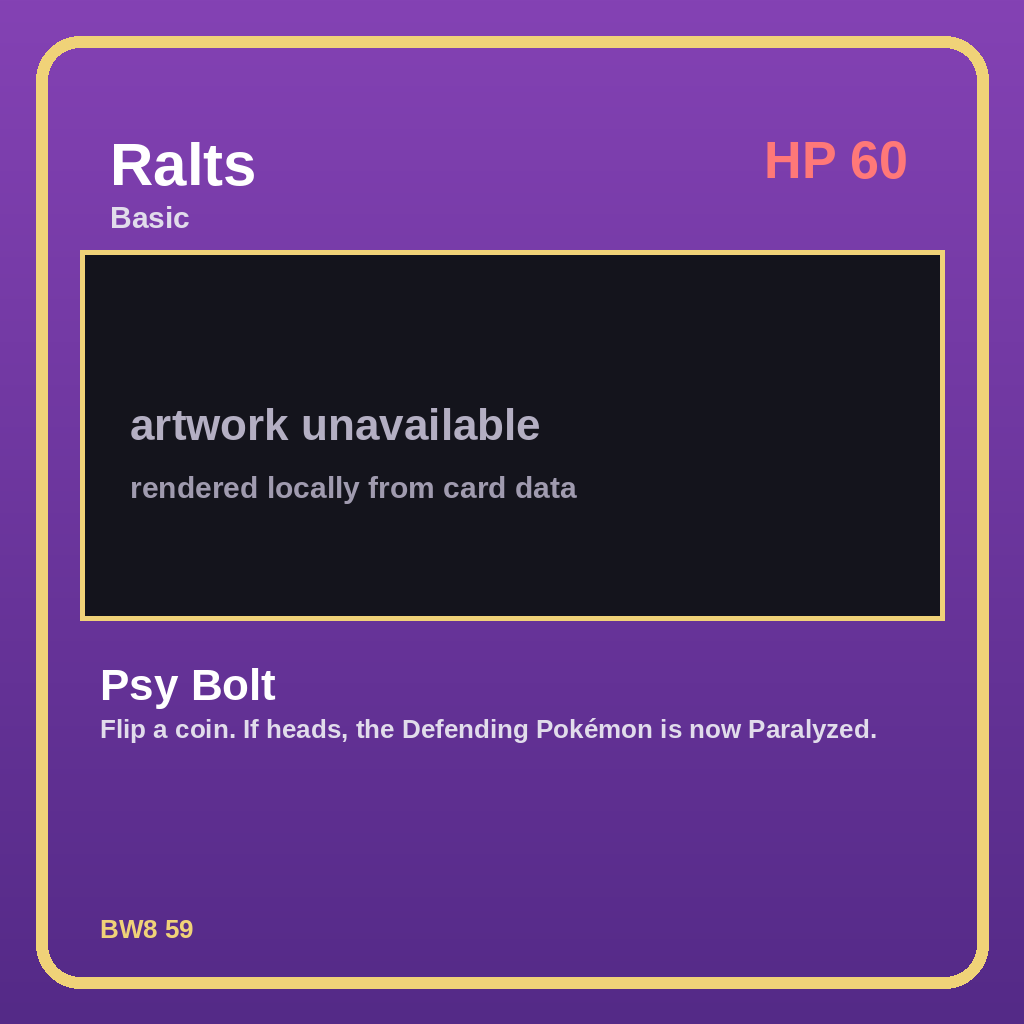 Ralts
HP 60
Basic
artwork unavailable
rendered locally from card data
Psy Bolt
Flip a coin. If heads, the Defending Pokémon is now Paralyzed.
BW8 59